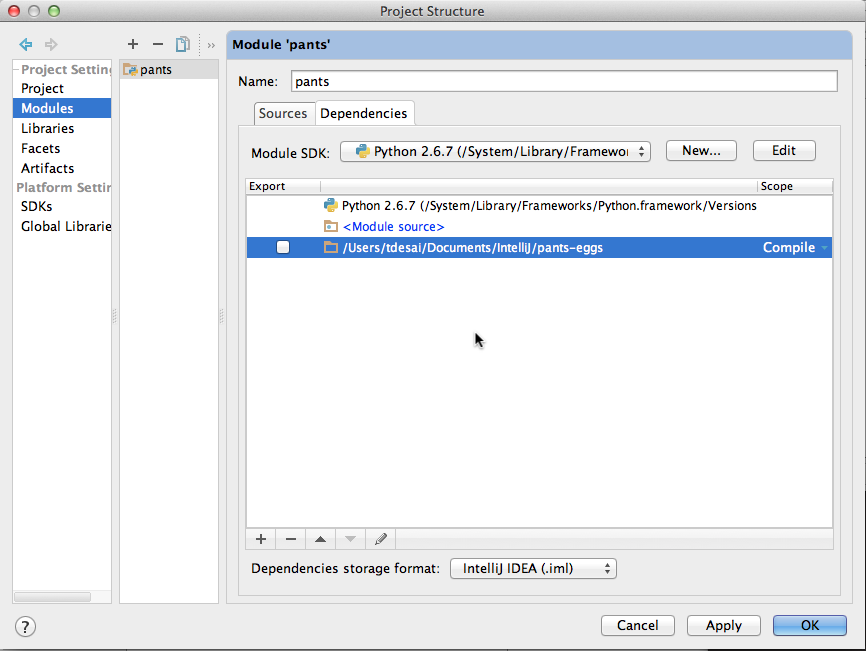 Project Structure
Project Settin
Project
Modules
Libraries
Facets
Artifacts
Platform Settin
SDKs
Global Librarie
+ − »
pants
Module 'pants'
Name: pants
Sources Dependencies
Module SDK: Python 2.6.7 (/System/Library/Framewor New... Edit
Export Scope
Python 2.6.7 (/System/Library/Frameworks/Python.framework/Versions
<Module source>
/Users/tdesai/Documents/IntelliJ/pants-eggs Compile
+ −
Dependencies storage format: IntelliJ IDEA (.iml)
? Cancel Apply OK